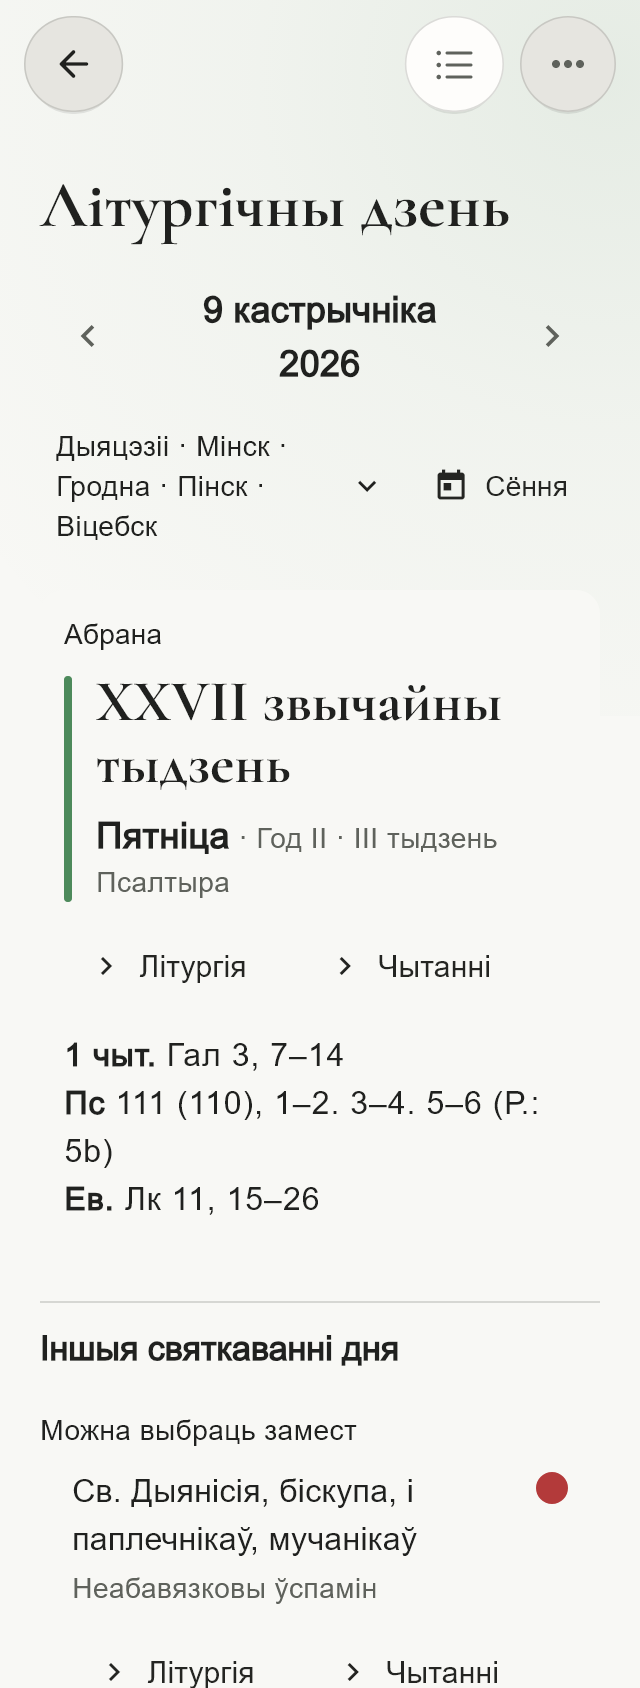 Літургічны дзень
9 кастрычніка
2026
Дыяцэзіі · Мінск ·
Гродна · Пінск ·
Віцебск
Сёння
Абрана
XXVII звычайны
тыдзень
Пятніца · Год II · III тыдзень
Псалтыра
Літургія
Чытанні
1 чыт. Гал 3, 7–14
Пс 111 (110), 1–2. 3–4. 5–6 (Р.:
5b)
Ев. Лк 11, 15–26
Іншыя святкаванні дня
Можна выбраць замест
Св. Дыянісія, біскупа, і
паплечнікаў, мучанікаў
Неабавязковы ўспамін
Літургія
Чытанні